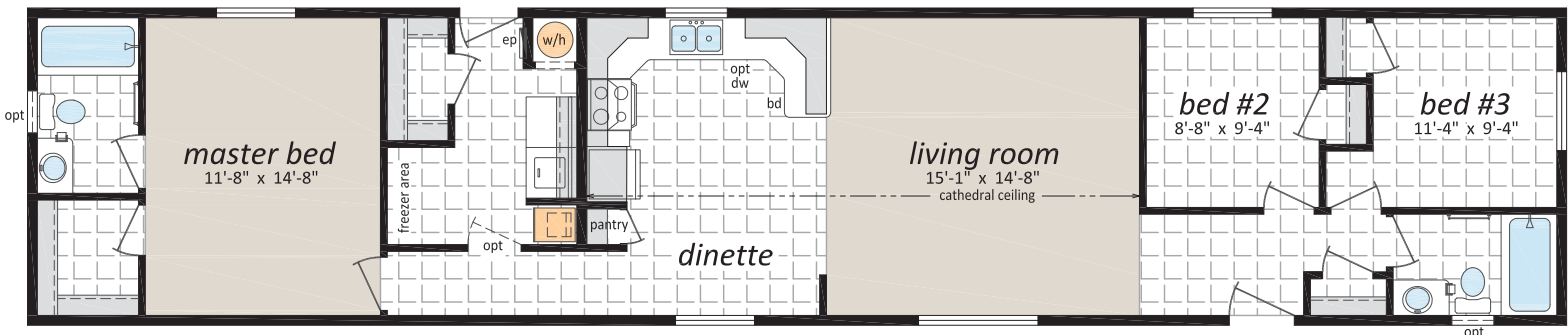 opt
master bed
11'-8" x 14'-8"
ep
w/h
freezer area
opt
pantry
opt
dw
bd
dinette
living room
15'-1" x 14'-8"
cathedral ceiling
bed #2
8'-8" x 9'-4"
bed #3
11'-4" x 9'-4"
opt